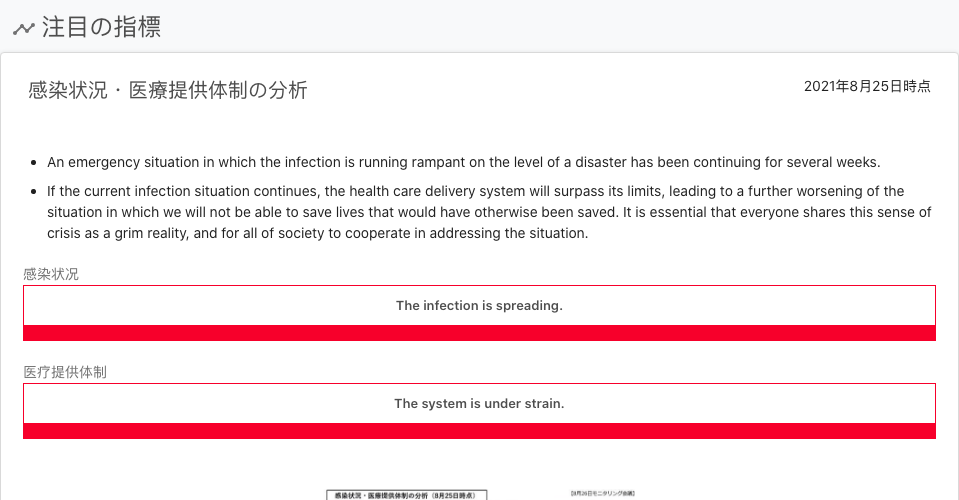 注目の指標
感染状況・医療提供体制の分析
2021年8月25日時点
An emergency situation in which the infection is running rampant on the level of a disaster has been continuing for several weeks.
If the current infection situation continues, the health care delivery system will surpass its limits, leading to a further worsening of the
situation in which we will not be able to save lives that would have otherwise been saved. It is essential that everyone shares this sense of
crisis as a grim reality, and for all of society to cooperate in addressing the situation.
感染状况
The infection is spreading.
医疗提供体制
The system is under strain.
感染状況・医療提供体制の分析（8月25日時点）
【8月26日モニタリング会議】